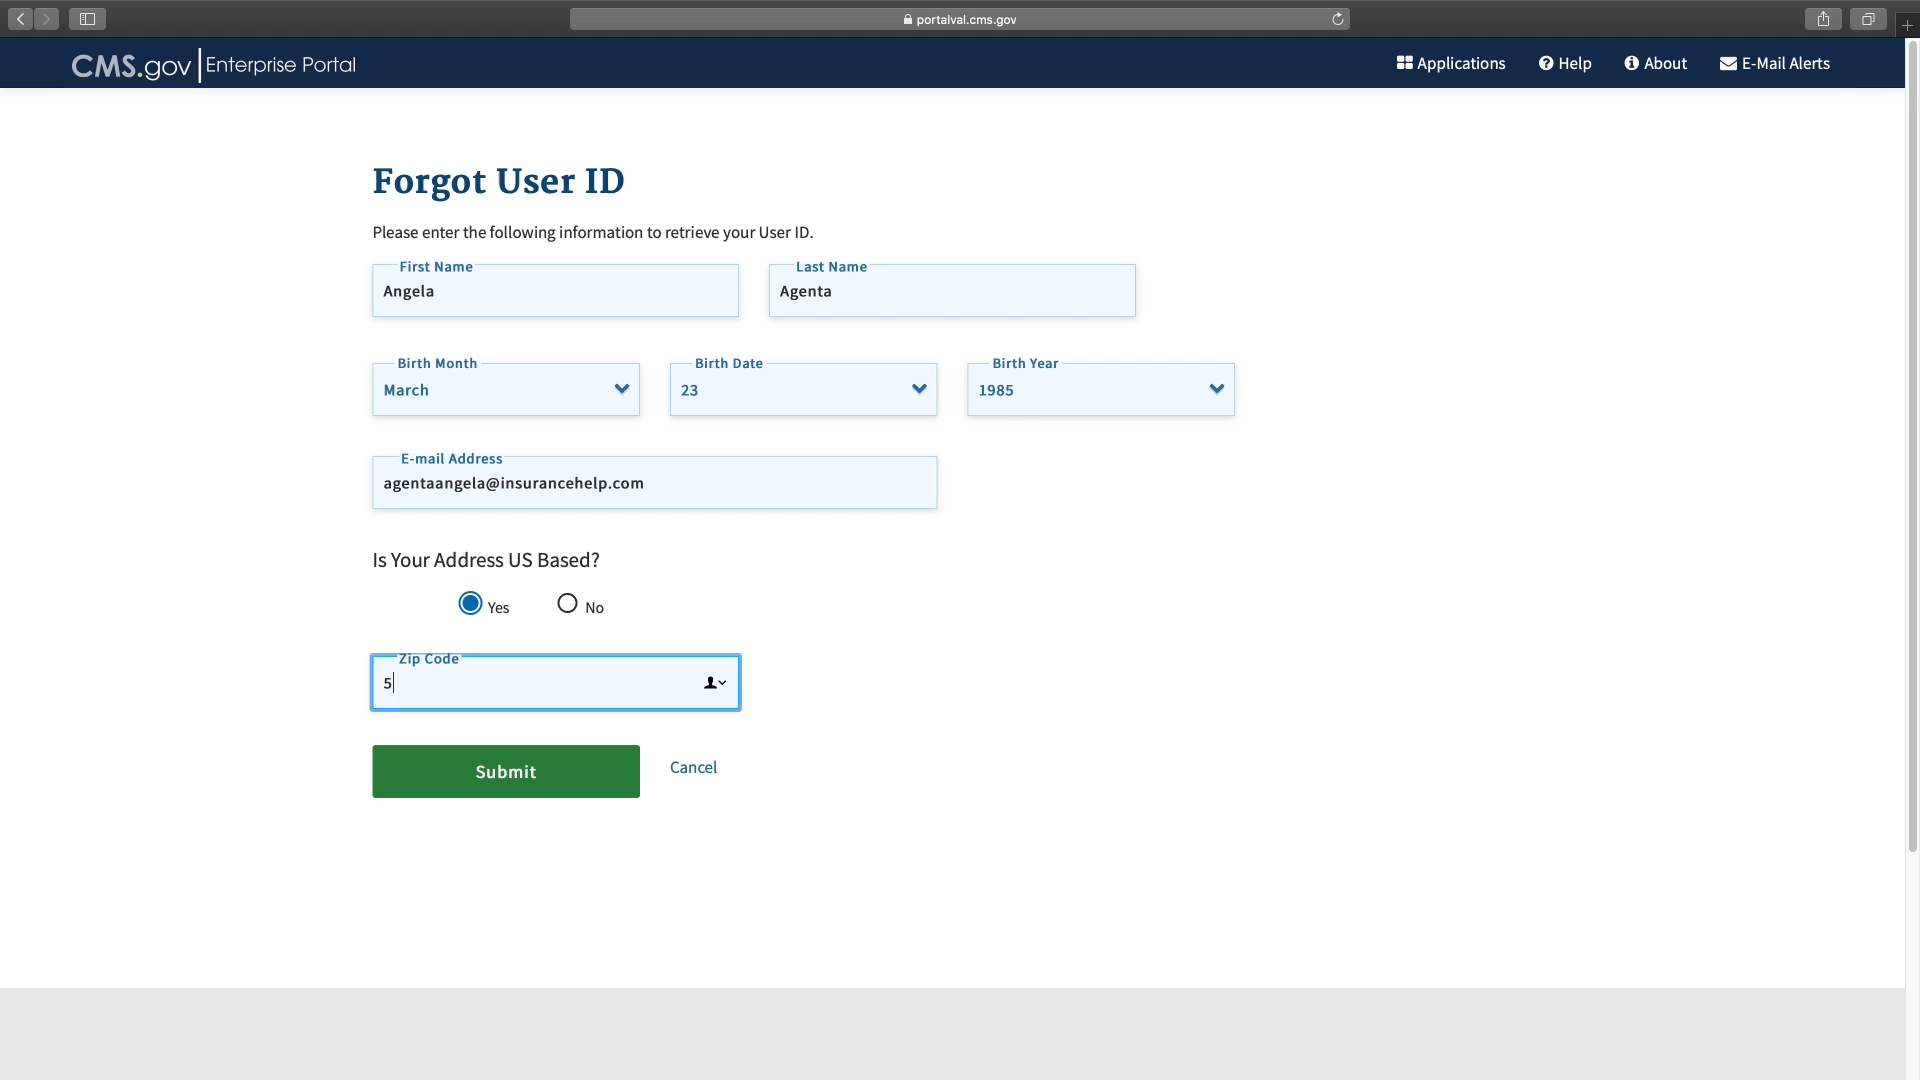 portalval.cms.gov
CMS.gov Enterprise Portal
Applications Help About E-Mail Alerts
Forgot User ID
Please enter the following information to retrieve your User ID.
First Name Last Name
Angela Agenta
Birth Month Birth Date Birth Year
March 23 1985
E-mail Address
agentaangela@insurancehelp.com
Is Your Address US Based?
Yes No
Zip Code
5
Submit Cancel